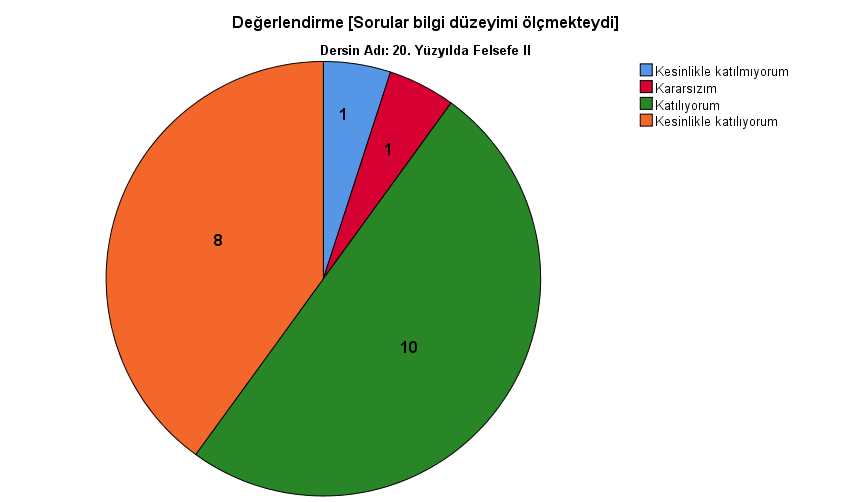 Değerlendirme [Sorular bilgi düzeyimi ölçmekteydi]
Dersin Adı: 20. Yüzyılda Felsefe II
Kesinlikle katılmıyorum
Kararsızım
Katılıyorum
Kesinlikle katılıyorum
1
1
8
10